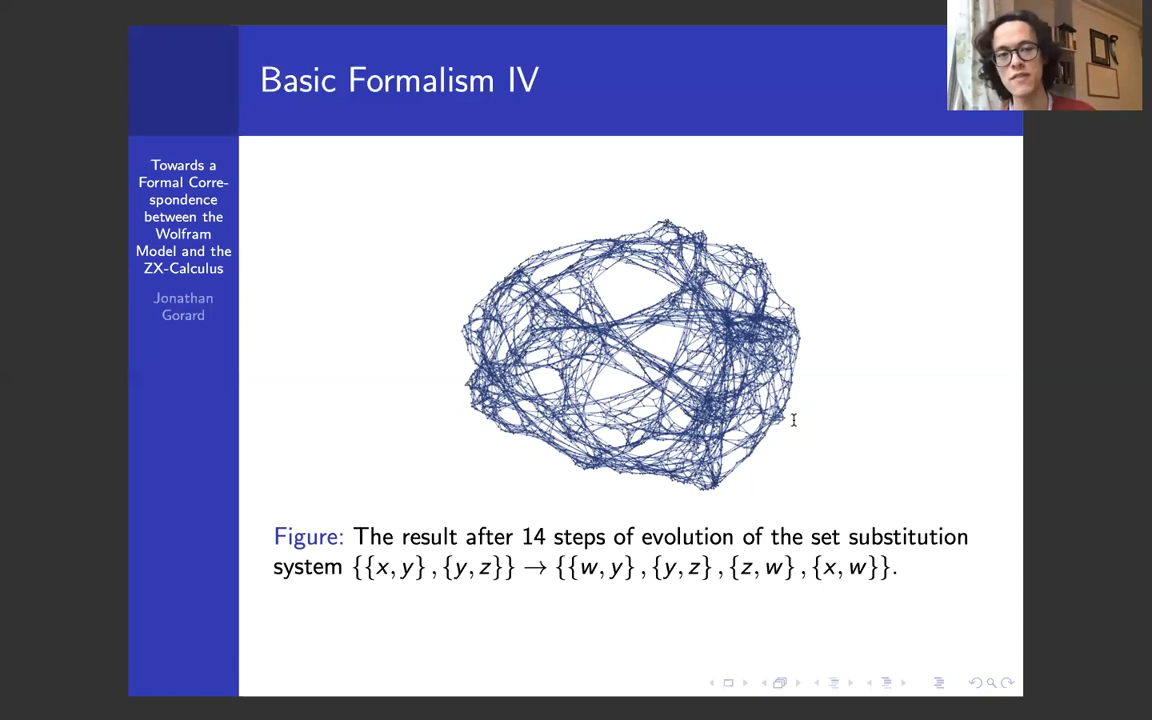 Basic Formalism IV
Towards a
Formal Corre-
spondence
between the
Wolfram
Model and the
ZX-Calculus
Jonathan
Gorard
Figure: The result after 14 steps of evolution of the set substitution
system {{x, y} , {y, z}} → {{w, y} , {y, z} , {z, w} , {x, w}}.